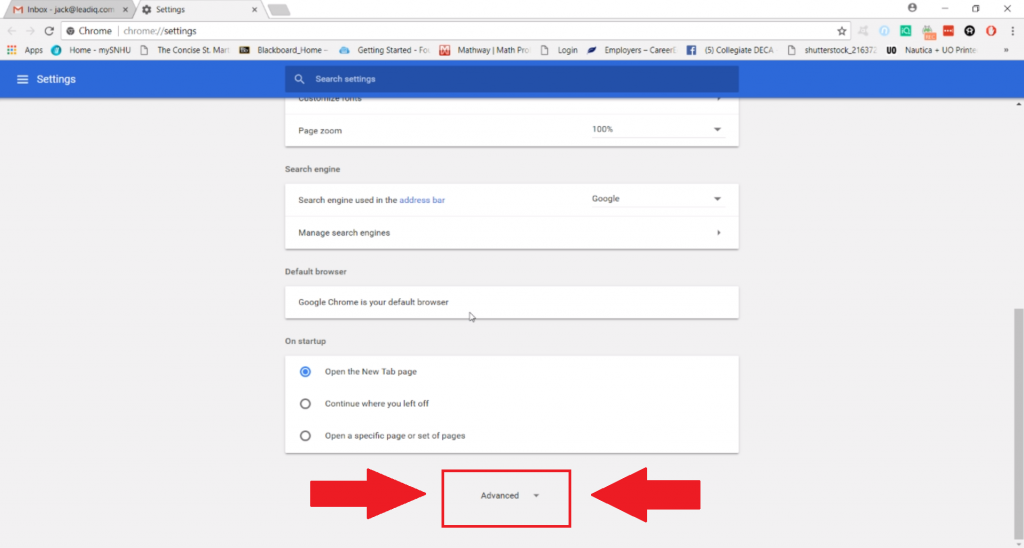 Inbox - jack@leadiq.com
Settings
Chrome | chrome://settings
Apps Home - mySNHU The Concise St. Mar Blackboard_Home - Getting Started - Fou Mathway | Math Pro Login Employers – Career (5) Collegiate DECA shutterstock_21637 UO Nautica + UO Printe »
Settings
Search settings
Customize fonts
Page zoom
100%
Search engine
Search engine used in the address bar
Google
Manage search engines
Default browser
Google Chrome is your default browser
On startup
Open the New Tab page
Continue where you left off
Open a specific page or set of pages
Advanced